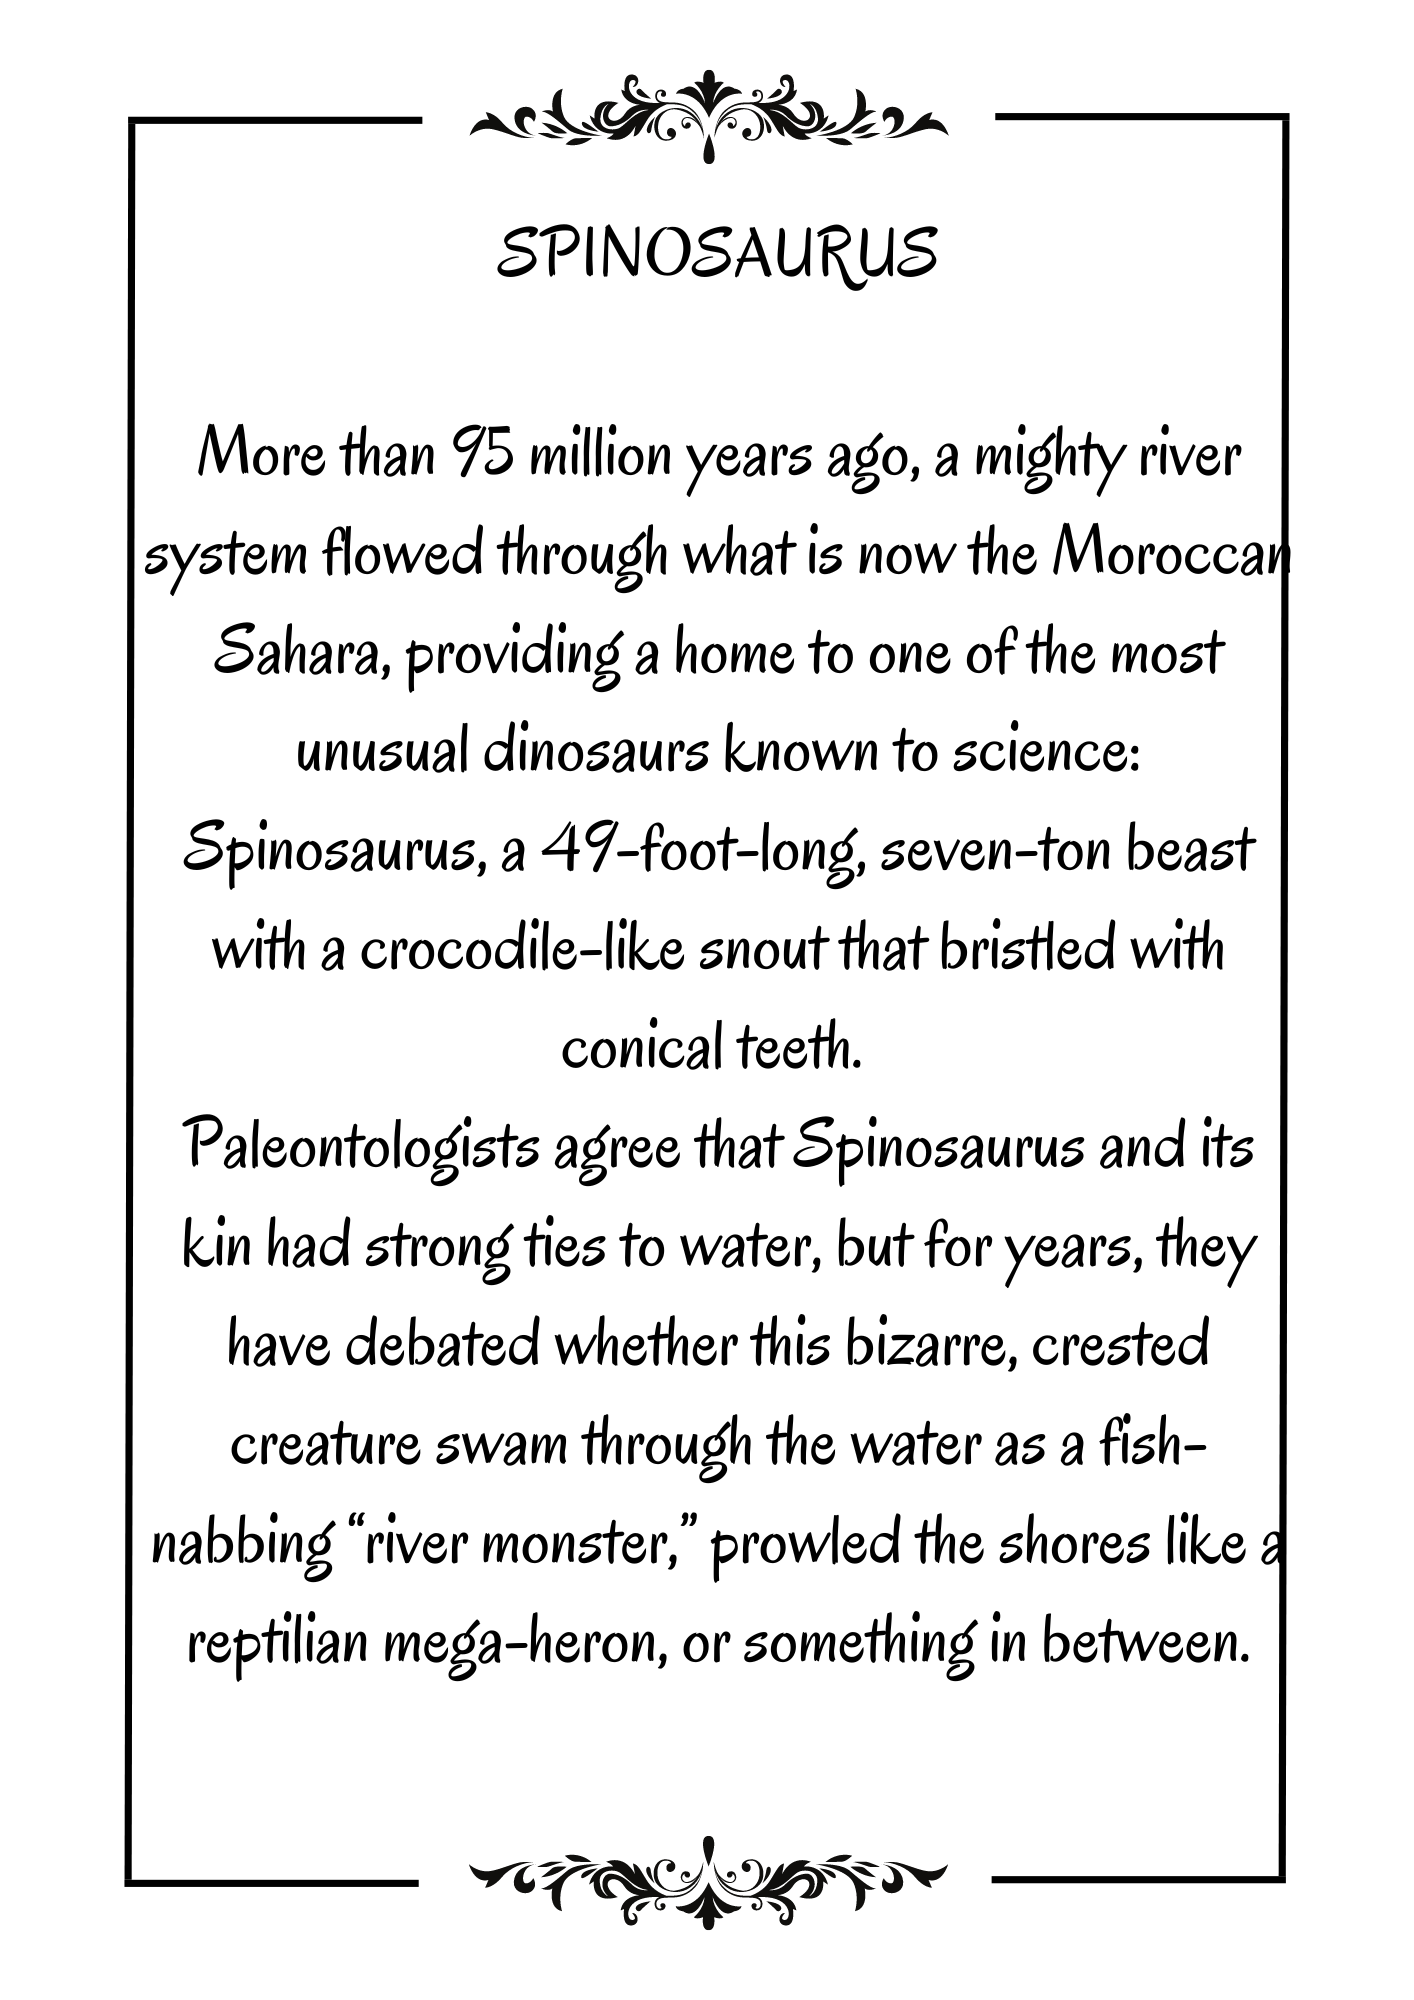 SPINOSAURUS
More than 95 million years ago, a mighty river
system flowed through what is now the Moroccan
Sahara, providing a home to one of the most
unusual dinosaurs known to science:
Spinosaurus, a 49-foot-long, seven-ton beast
with a crocodile-like snout that bristled with
conical teeth.
Paleontologists agree that Spinosaurus and its
kin had strong ties to water, but for years, they
have debated whether this bizarre, crested
creature swam through the water as a fish-
nabbing “river monster,” prowled the shores like a
reptilian mega-heron, or something in between.